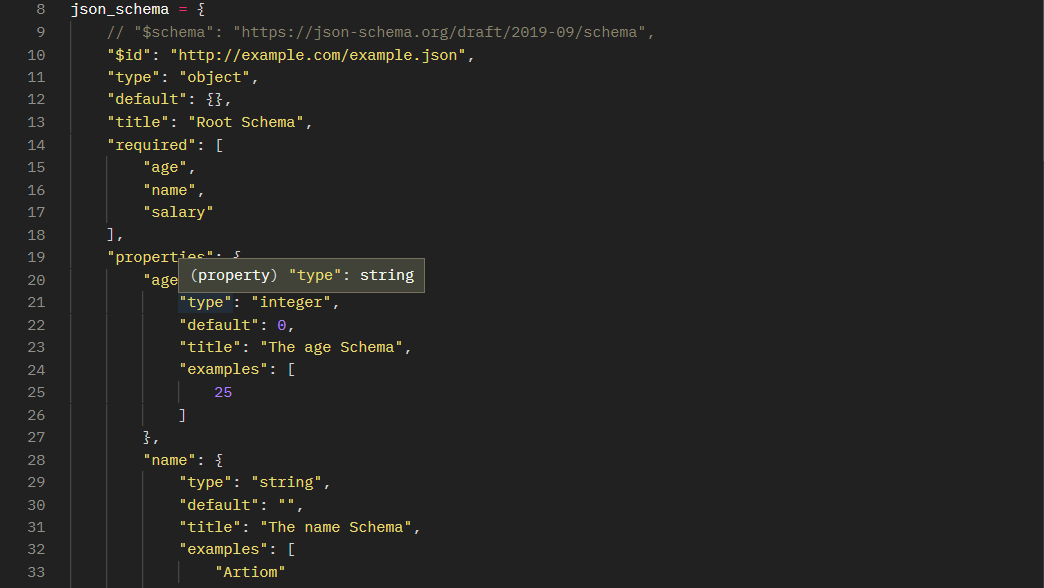 8 json_schema = {
9 // "$schema": "https://json-schema.org/draft/2019-09/schema",
10 "$id": "http://example.com/example.json",
11 "type": "object",
12 "default": {},
13 "title": "Root Schema",
14 "required": [
15 "age",
16 "name",
17 "salary"
18 ],
19 "properties": {
(property) "type": string
20 "age
21 "type": "integer",
22 "default": 0,
23 "title": "The age Schema",
24 "examples": [
25 25
26 ]
27 },
28 "name": {
29 "type": "string",
30 "default": "",
31 "title": "The name Schema",
32 "examples": [
33 "Artiom"